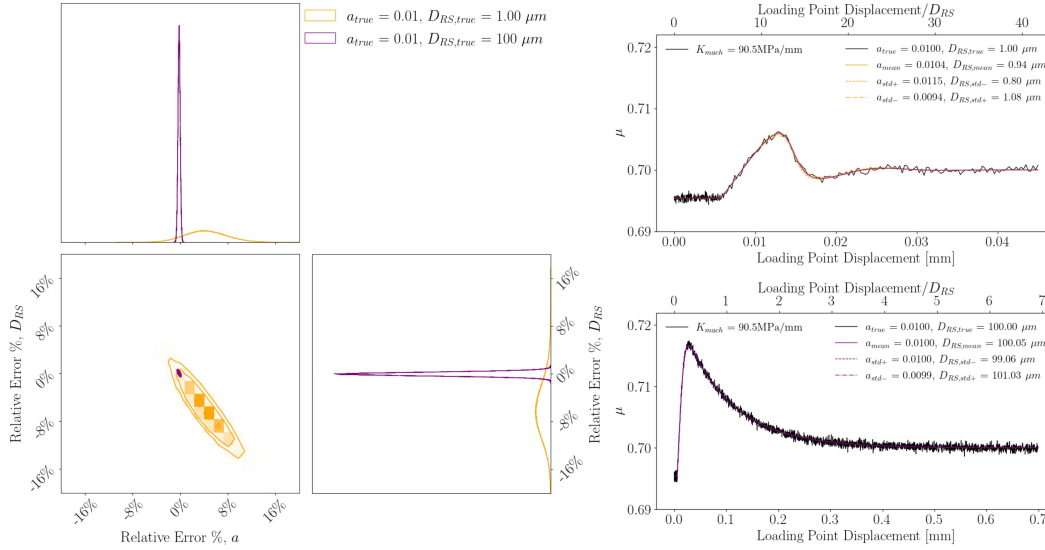 a_true = 0.01, D_RS,true = 1.00 μm
a_true = 0.01, D_RS,true = 100 μm
Relative Error %, D_RS
16%
8%
0%
-8%
-16%
-16%
-8%
0%
8%
16%
Relative Error %, a
16%
8%
0%
-8%
-16%
Relative Error %, D_RS
Loading Point Displacement/D_RS
0 10 20 30 40
K_mach = 90.5MPa/mm
a_true = 0.0100, D_RS,true = 1.00 μm
a_mean = 0.0104, D_RS,mean = 0.94 μm
a_std+ = 0.0115, D_RS,std− = 0.80 μm
a_std− = 0.0094, D_RS,std+ = 1.08 μm
μ
0.72
0.71
0.70
0.69
0.00 0.01 0.02 0.03 0.04
Loading Point Displacement [mm]
Loading Point Displacement/D_RS
0 1 2 3 4 5 6 7
K_mach = 90.5MPa/mm
a_true = 0.0100, D_RS,true = 100.00 μm
a_mean = 0.0100, D_RS,mean = 100.05 μm
a_std+ = 0.0100, D_RS,std− = 99.06 μm
a_std− = 0.0099, D_RS,std+ = 101.03 μm
μ
0.72
0.71
0.70
0.69
0.0 0.1 0.2 0.3 0.4 0.5 0.6 0.7
Loading Point Displacement [mm]